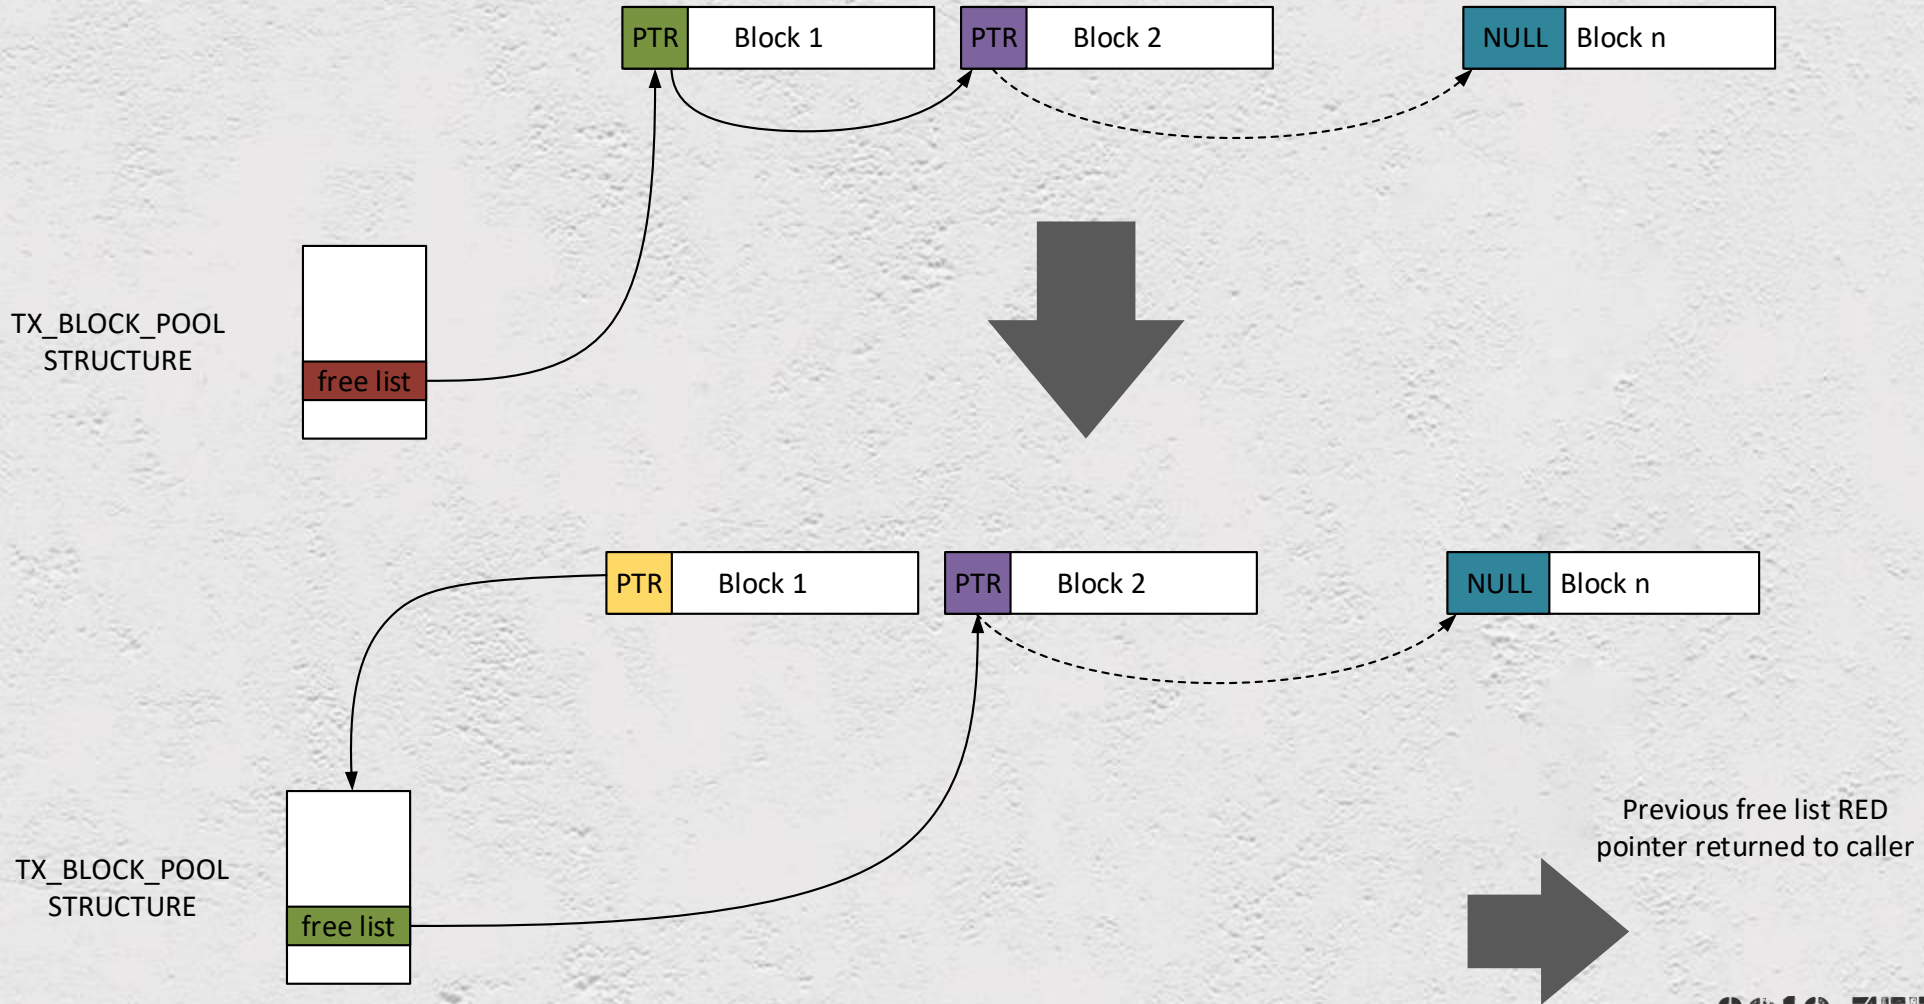 PTR Block 1 PTR Block 2 NULL Block n
TX_BLOCK_POOL
STRUCTURE
free list
PTR Block 1 PTR Block 2 NULL Block n
Previous free list RED
pointer returned to caller
TX_BLOCK_POOL
STRUCTURE
free list